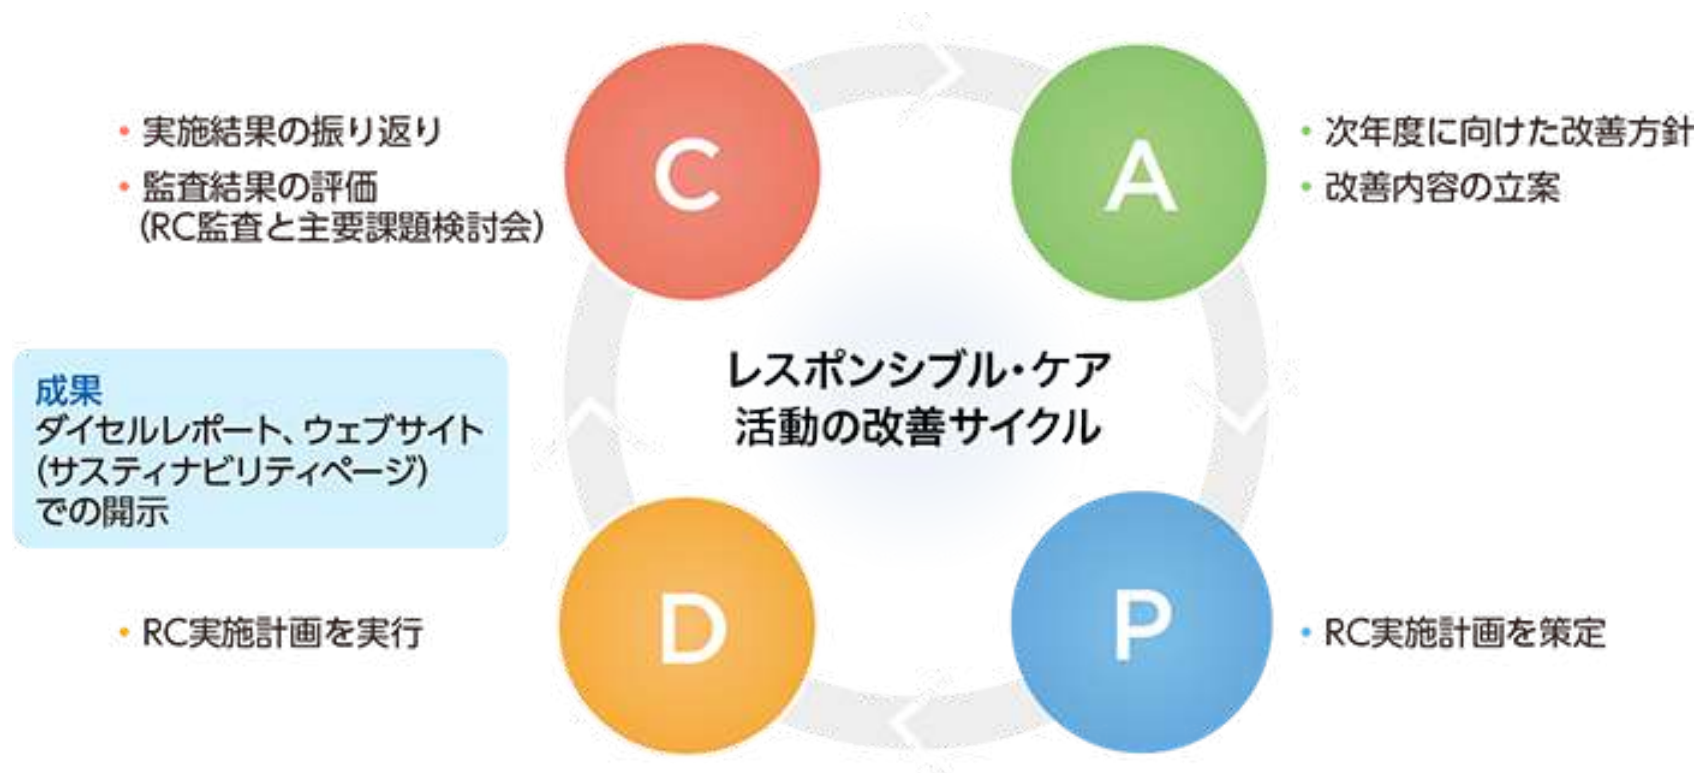 C
・実施結果の振り返り
・監査結果の評価
(RC監査と主要課題検討会)
A
・次年度に向けた改善方針
・改善内容の立案
レスポンシブル・ケア
活動の改善サイクル
成果
ダイセルレポート、ウェブサイト
(サスティナビリティページ)
での開示
D
・RC実施計画を実行
P
・RC実施計画を策定